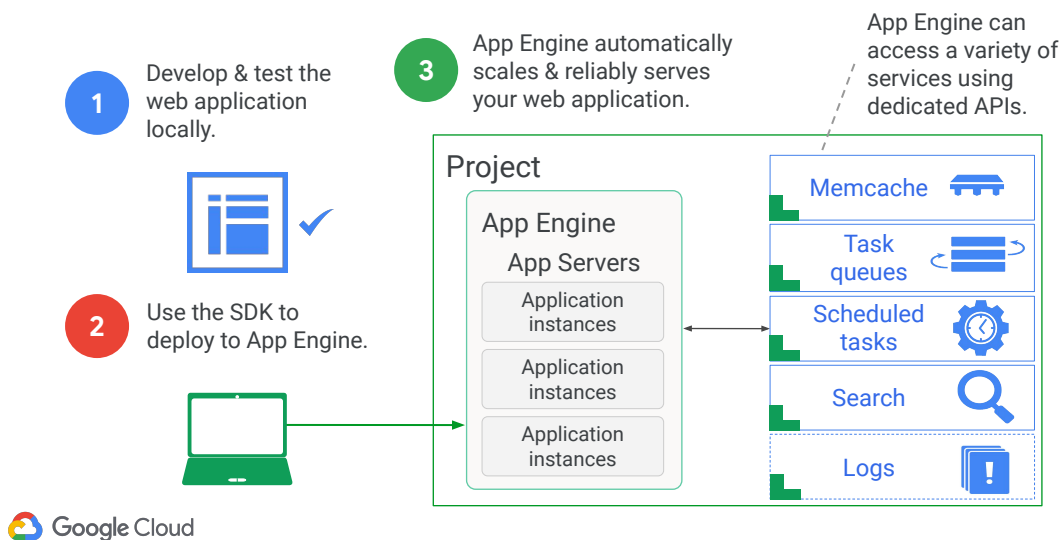 1
Develop & test the
web application
locally.
2
Use the SDK to
deploy to App Engine.
3
App Engine automatically
scales & reliably serves
your web application.
App Engine can
access a variety of
services using
dedicated APIs.
Project
App Engine
App Servers
Application
instances
Application
instances
Application
instances
Memcache
Task
queues
Scheduled
tasks
Search
Logs
!
Google Cloud